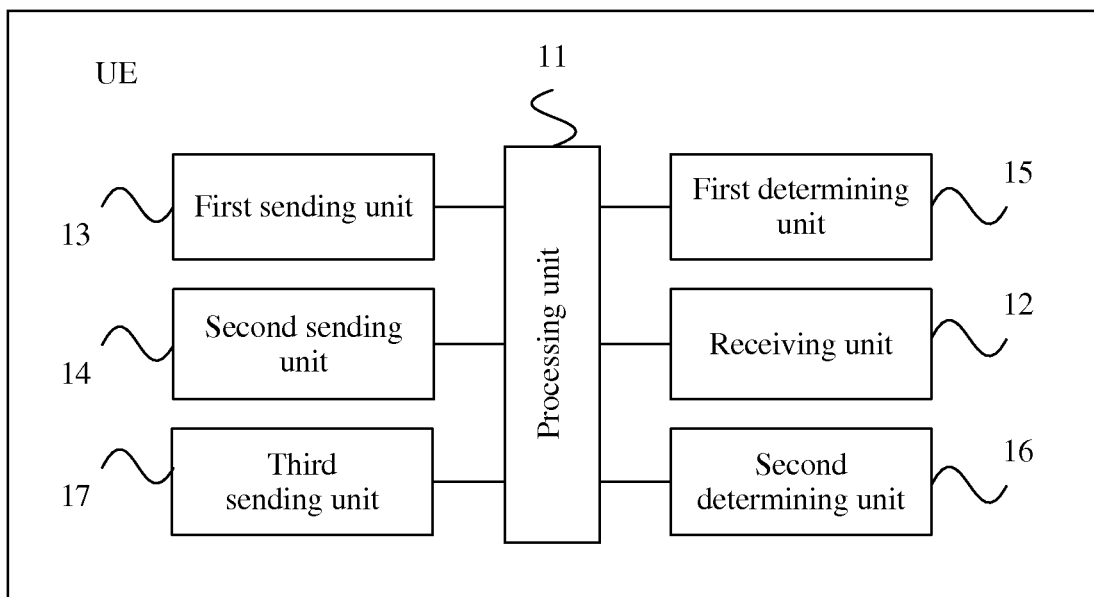 UE
11
First sending unit
13
Second sending
unit
14
Third
sending unit
17
Processing unit
First determining
unit
15
Receiving unit
12
Second
determining unit
16